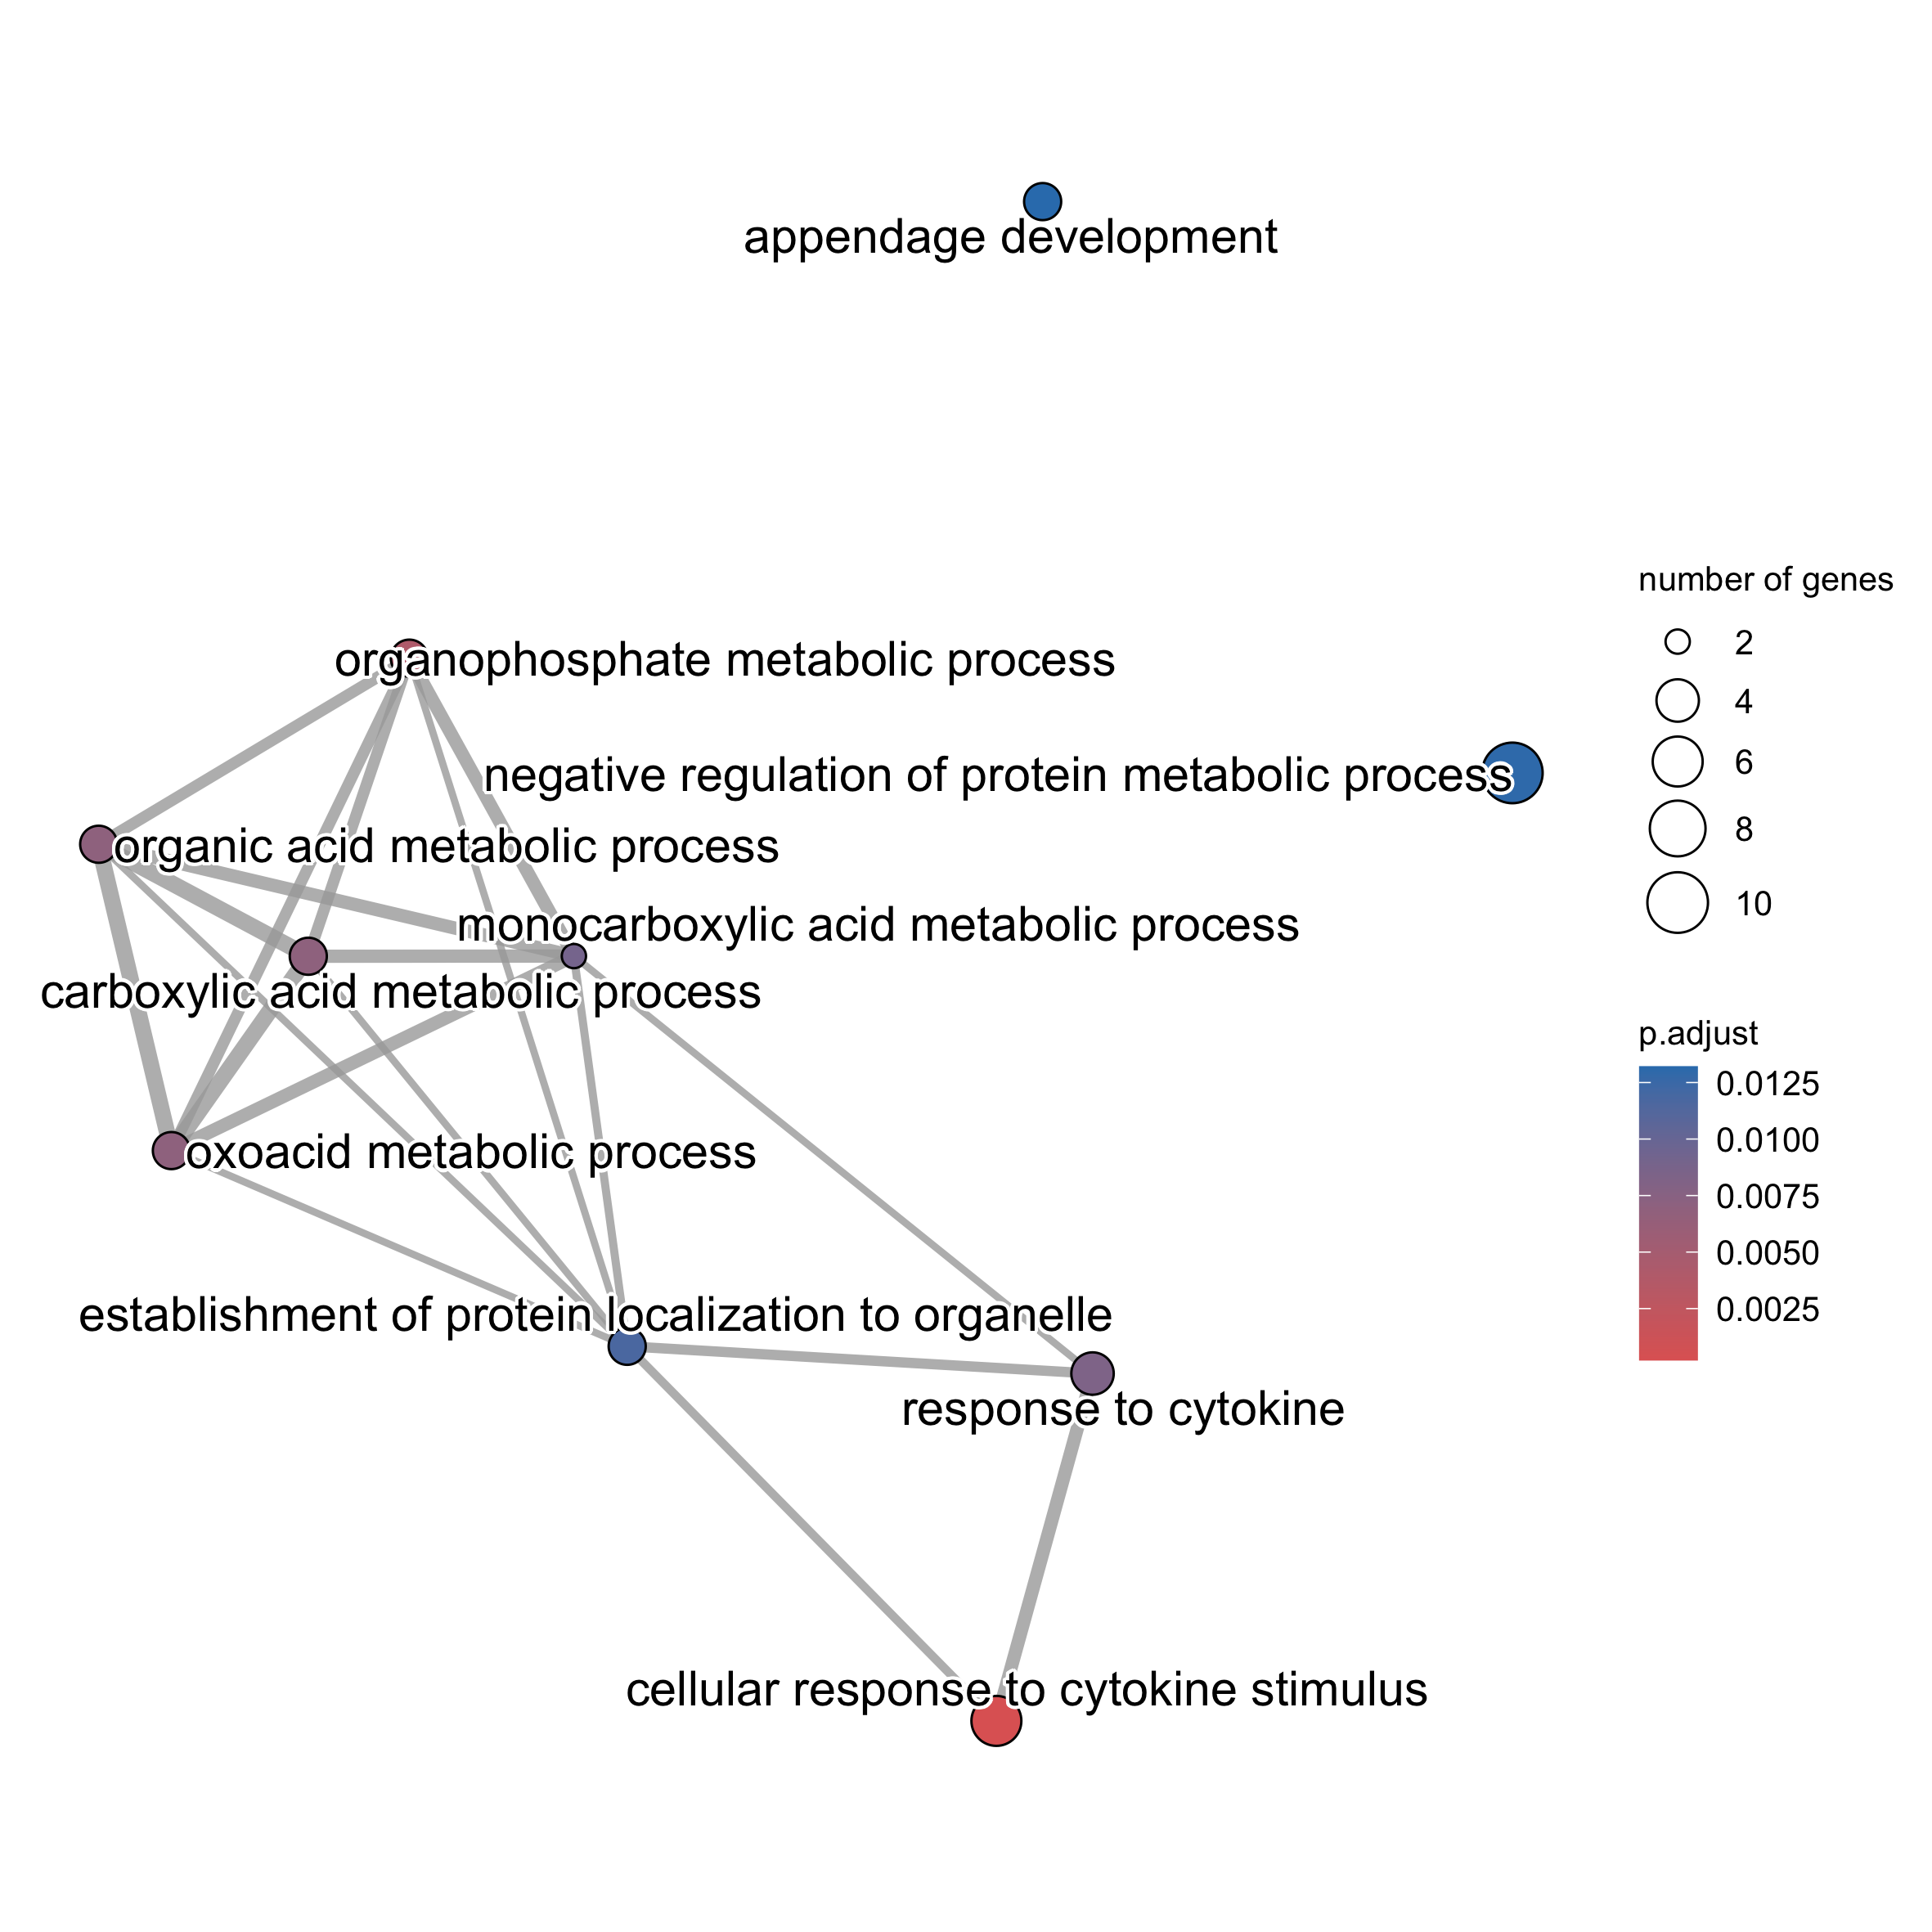 appendage development
organophosphate metabolic process
negative regulation of protein metabolic process
organic acid metabolic process
monocarboxylic acid metabolic process
carboxylic acid metabolic process
oxoacid metabolic process
establishment of protein localization to organelle
response to cytokine
cellular response to cytokine stimulus
number of genes
2
4
6
8
10
p.adjust
0.0125
0.0100
0.0075
0.0050
0.0025